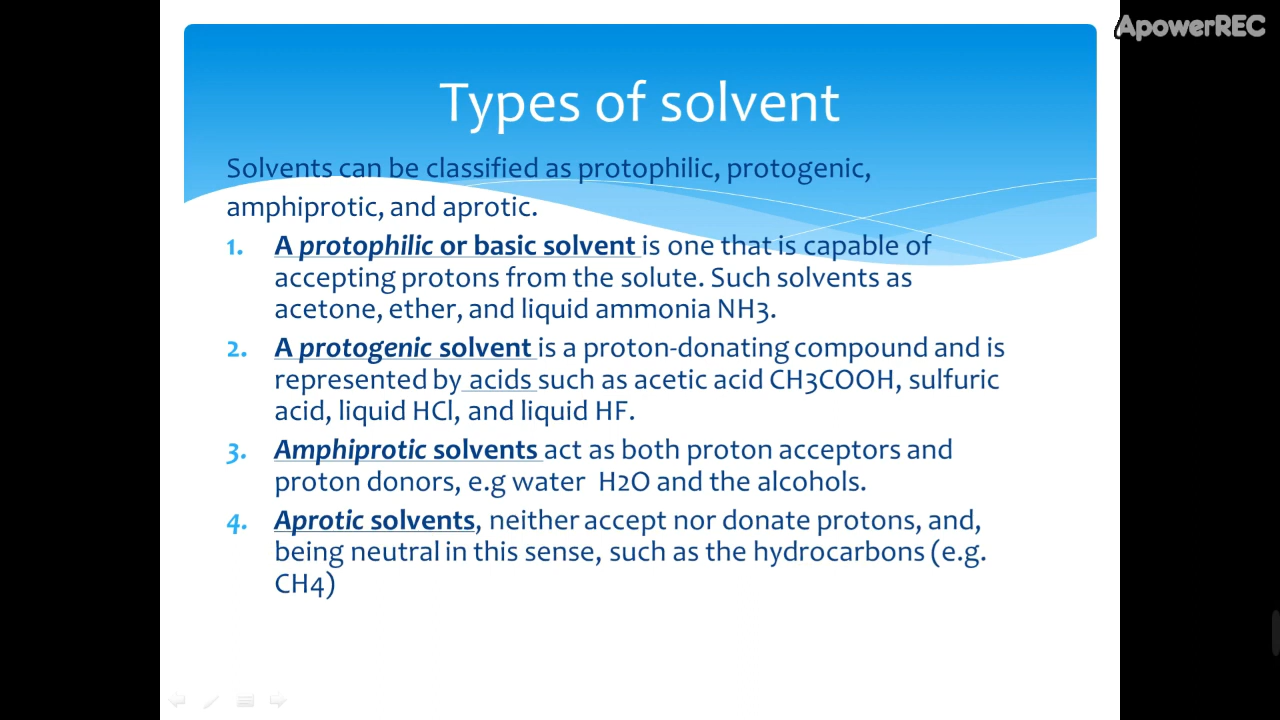 ApowerREC
Types of solvent
Solvents can be classified as protophilic, protogenic,
amphiprotic, and aprotic.
1. A protophilic or basic solvent is one that is capable of
accepting protons from the solute. Such solvents as
acetone, ether, and liquid ammonia NH3.
2. A protogenic solvent is a proton-donating compound and is
represented by acids such as acetic acid CH3COOH, sulfuric
acid, liquid HCl, and liquid HF.
3. Amphiprotic solvents act as both proton acceptors and
proton donors, e.g water  H2O and the alcohols.
4. Aprotic solvents, neither accept nor donate protons, and,
being neutral in this sense, such as the hydrocarbons (e.g.
CH4)